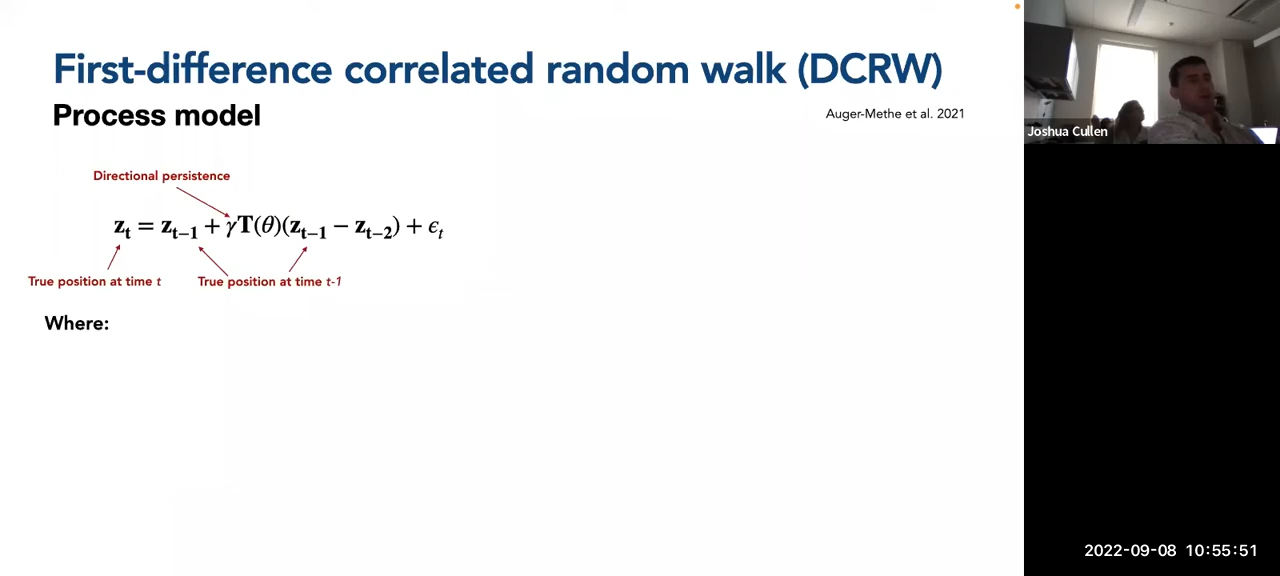 First-difference correlated random walk (DCRW)
Process model
Auger-Methe et al. 2021
Directional persistence
𝐳ₜ = 𝐳ₜ₋₁ + γ𝐓(θ)(𝐳ₜ₋₁ − 𝐳ₜ₋₂) + ϵₜ
True position at time t
True position at time t-1
Where:
Joshua Cullen
2022-09-08 10:55:51